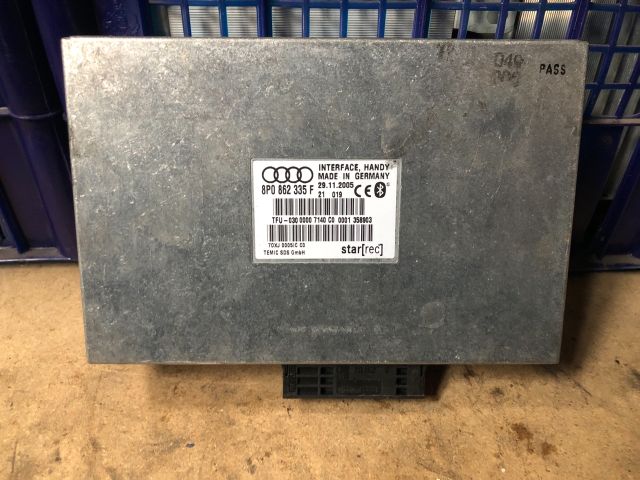 049
PASS
INTERFACE, HANDY
MADE IN GERMANY
8P0 862 335 F
29.11.2005
21 019
CE
TFU-030 0000 7140 C0 0001 358903
TEMIC SDS GmbH
star[rec]